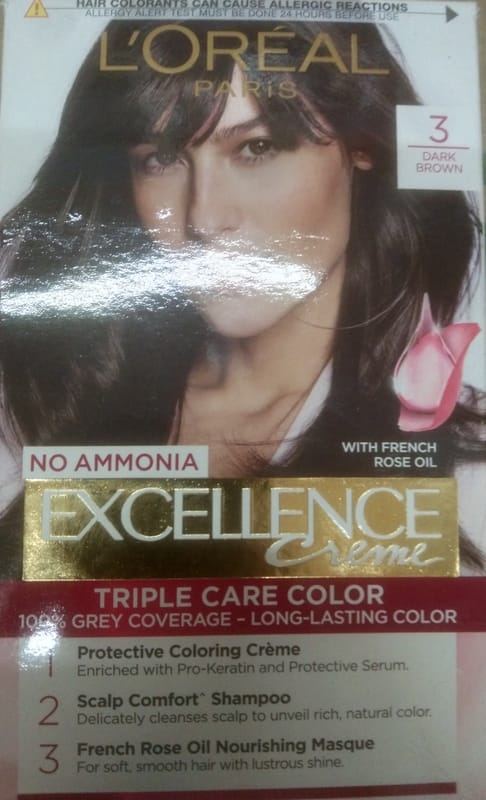 HAIR COLORANTS CAN CAUSE ALLERGIC REACTIONS
ALLERGY ALERT TEST MUST BE DONE 24 HOURS BEFORE USE
L'ORÉAL
PARIS
3
DARK
BROWN
WITH FRENCH
ROSE OIL
NO AMMONIA
EXCELLENCE
Creme
TRIPLE CARE COLOR
100% GREY COVERAGE – LONG-LASTING COLOR
1 Protective Coloring Crème
Enriched with Pro-Keratin and Protective Serum.
2 Scalp Comfort^ Shampoo
Delicately cleanses scalp to unveil rich, natural color.
3 French Rose Oil Nourishing Masque
For soft, smooth hair with lustrous shine.